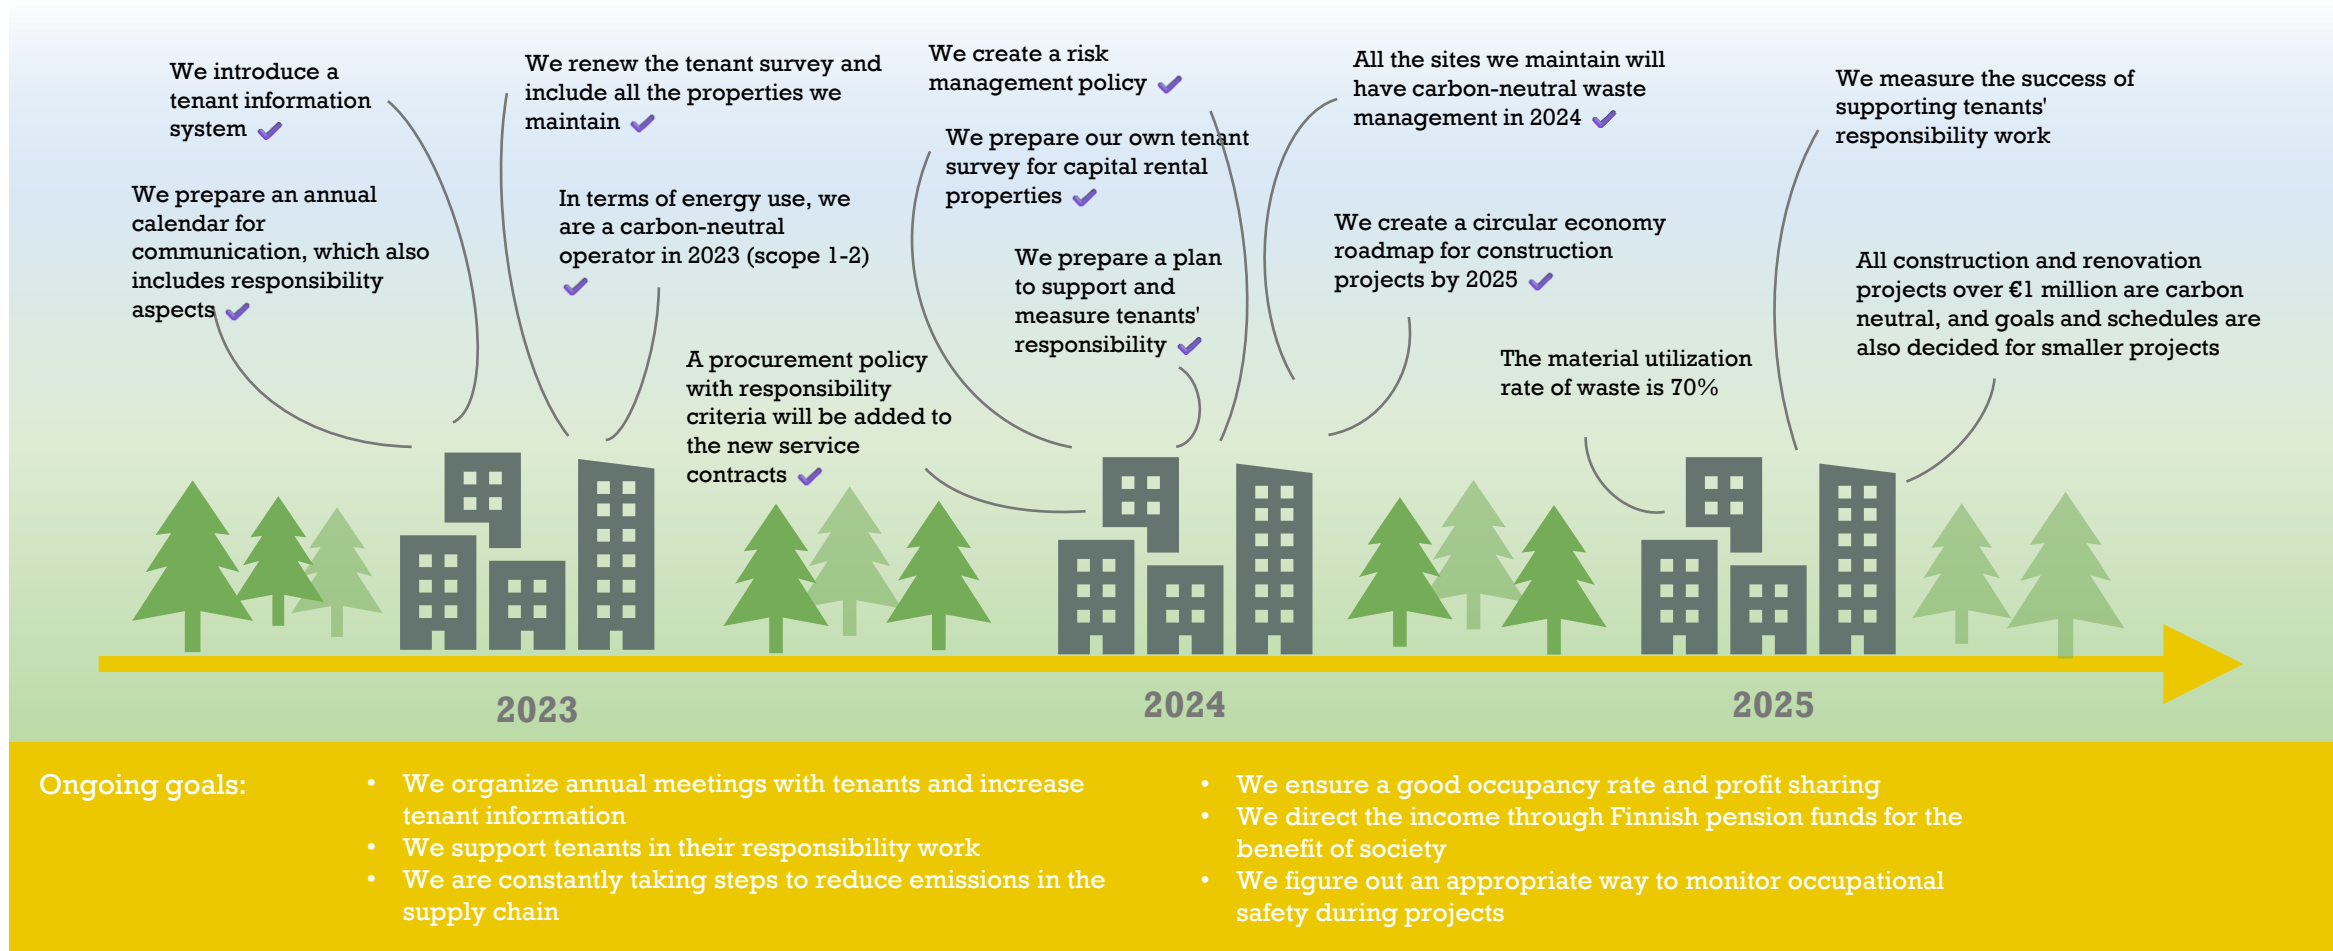 We introduce a
tenant information
system
We prepare an annual
calendar for
communication, which also
includes responsibility
aspects
We renew the tenant survey and
include all the properties we
maintain
In terms of energy use, we
are a carbon-neutral
operator in 2023 (scope 1-2)
A procurement policy
with responsibility
criteria will be added to
the new service
contracts
We create a risk
management policy
We prepare our own tenant
survey for capital rental
properties
We prepare a plan
to support and
measure tenants'
responsibility
All the sites we maintain will
have carbon-neutral waste
management in 2024
We create a circular economy
roadmap for construction
projects by 2025
The material utilization
rate of waste is 70%
We measure the success of
supporting tenants'
responsibility work
All construction and renovation
projects over €1 million are carbon
neutral, and goals and schedules are
also decided for smaller projects
2023
2024
2025
Ongoing goals:
• We organize annual meetings with tenants and increase
tenant information
• We support tenants in their responsibility work
• We are constantly taking steps to reduce emissions in the
supply chain
• We ensure a good occupancy rate and profit sharing
• We direct the income through Finnish pension funds for the
benefit of society
• We figure out an appropriate way to monitor occupational
safety during projects